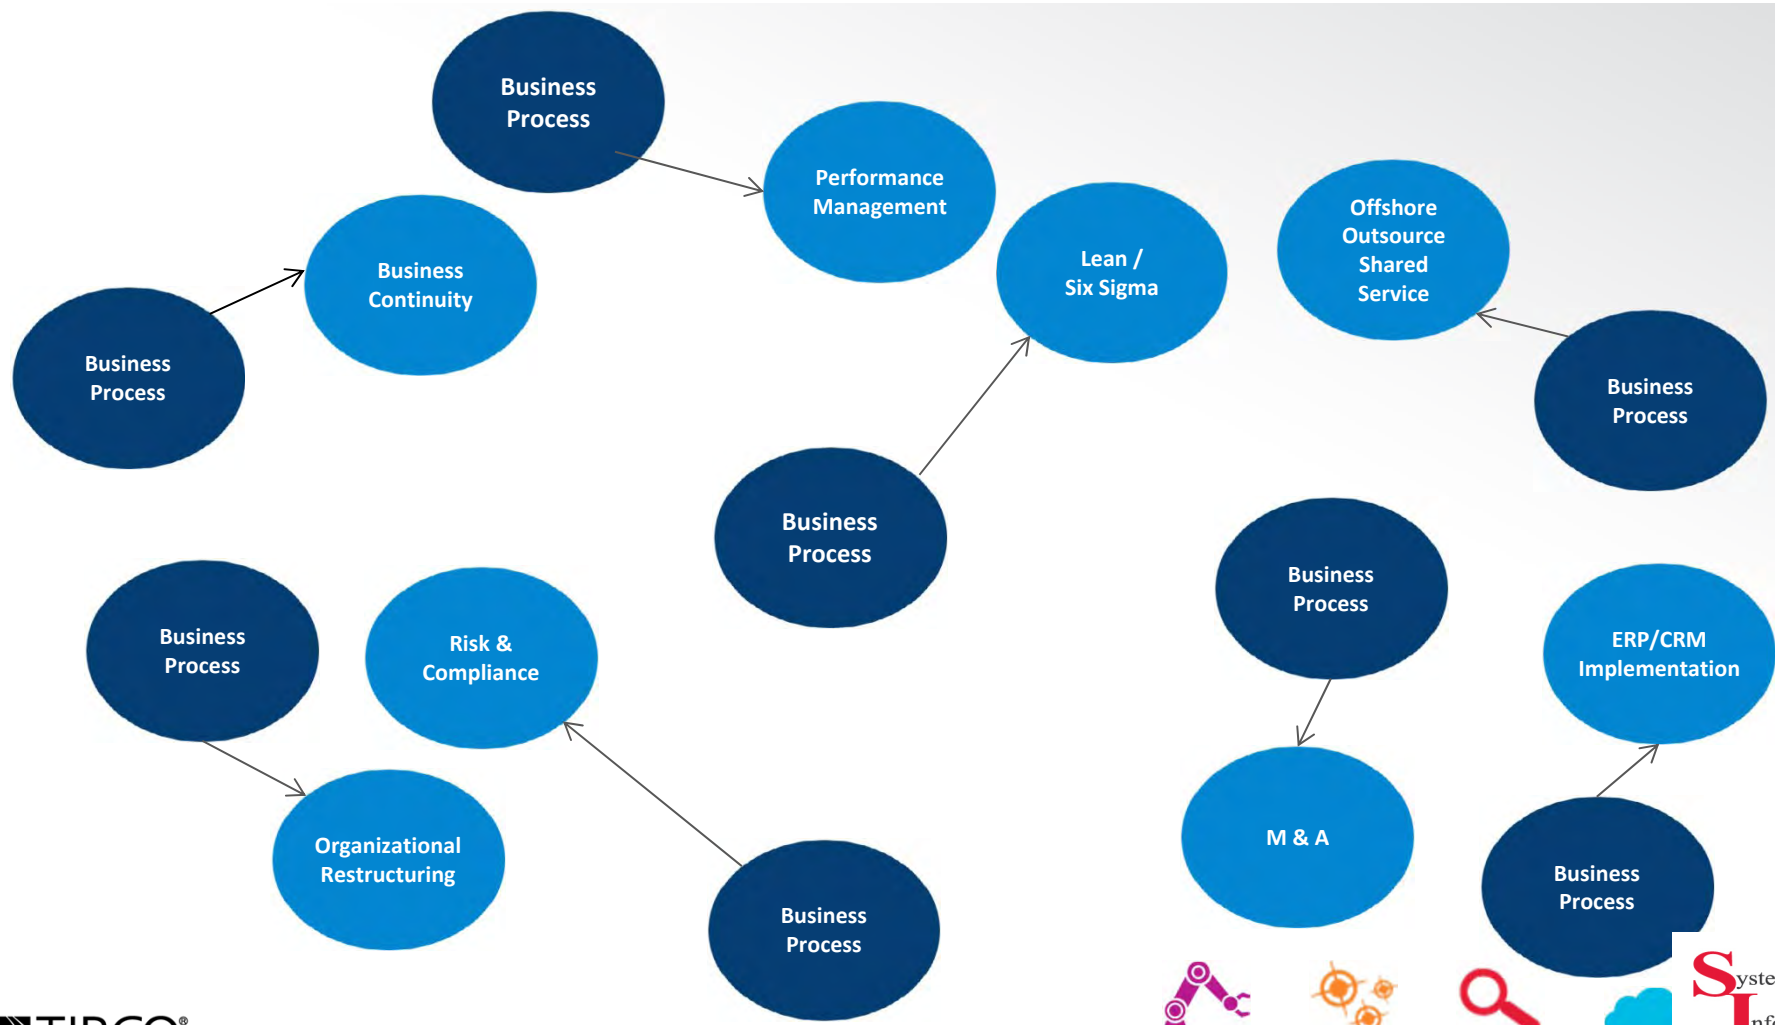 Business
Process
Performance
Management
Offshore
Outsource
Shared
Service
Lean /
Six Sigma
Business
Continuity
Business
Process
Business
Process
Business
Process
Business
Process
Business
Process
Risk &
Compliance
ERP/CRM
Implementation
Organizational
Restructuring
M & A
Business
Process
Business
Process
TIBCO®